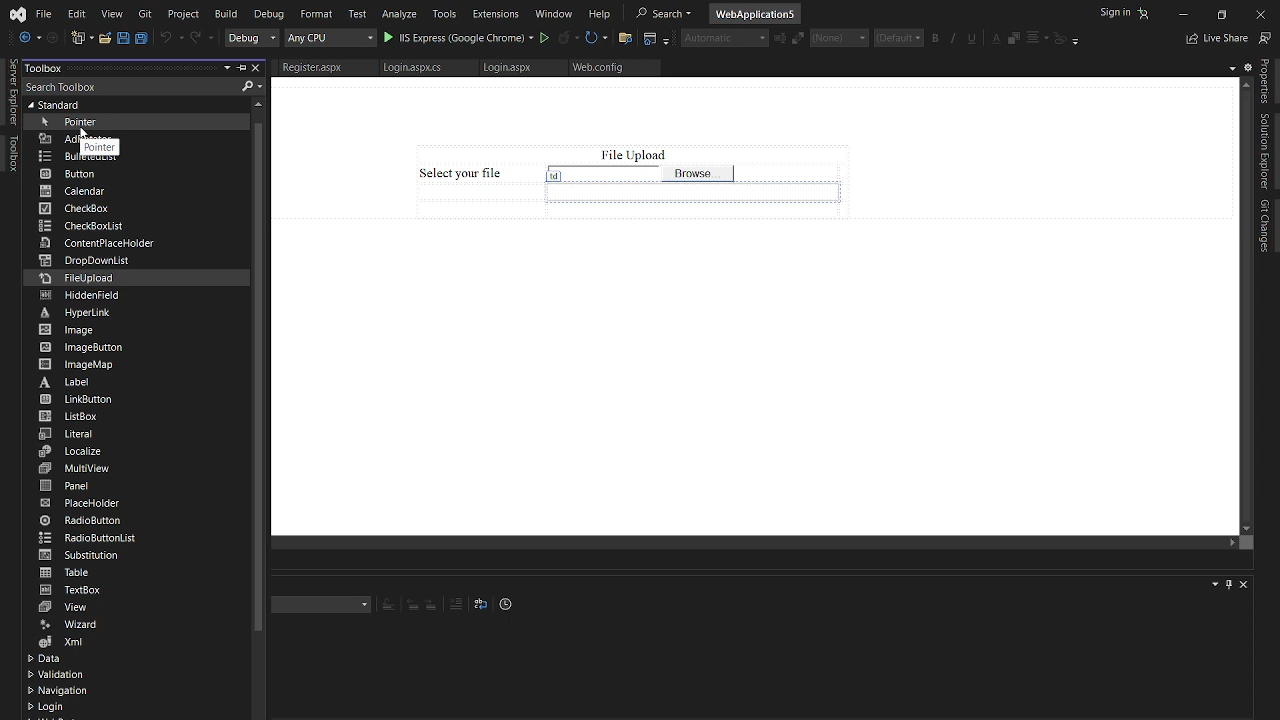 File Edit View Git Project Build Debug Format Test Analyze Tools Extensions Window Help Search WebApplication5 Sign in
Debug Any CPU IIS Express (Google Chrome) Automatic (None) (Default B I U A Live Share
Server Explorer
Toolbox
Toolbox
Search Toolbox
Standard
Pointer
Pointer
BulletedList
Button
Calendar
CheckBox
CheckBoxList
ContentPlaceHolder
DropDownList
FileUpload
HiddenField
HyperLink
Image
ImageButton
ImageMap
Label
LinkButton
ListBox
Literal
Localize
MultiView
Panel
PlaceHolder
RadioButton
RadioButtonList
Substitution
Table
TextBox
View
Wizard
Xml
Data
Validation
Navigation
Login
Register.aspx Login.aspx.cs Login.aspx Web.config
File Upload
Select your file td Browse...
Properties
Solution Explorer
Git Changes